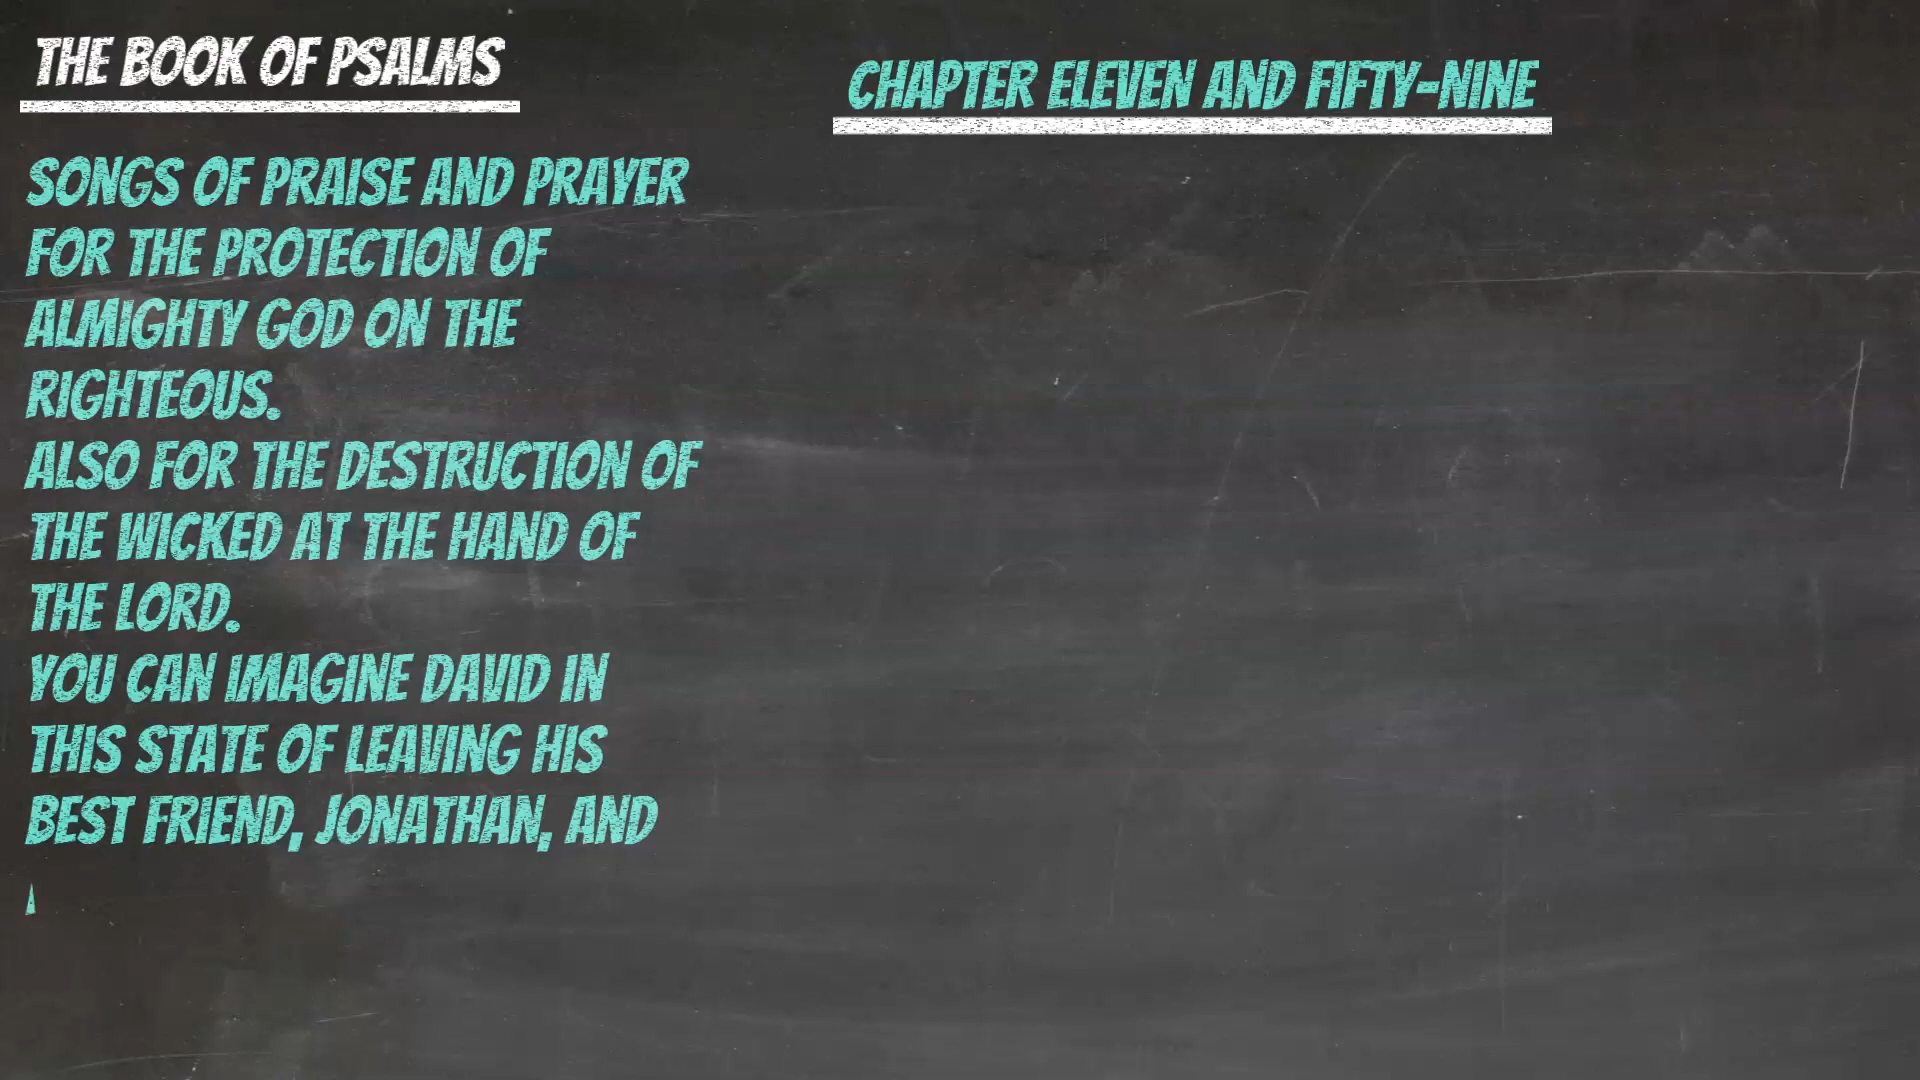 THE BOOK OF PSALMS
CHAPTER ELEVEN AND FIFTY-NINE
SONGS OF PRAISE AND PRAYER
FOR THE PROTECTION OF
ALMIGHTY GOD ON THE
RIGHTEOUS.
ALSO FOR THE DESTRUCTION OF
THE WICKED AT THE HAND OF
THE LORD.
YOU CAN IMAGINE DAVID IN
THIS STATE OF LEAVING HIS
BEST FRIEND, JONATHAN, AND